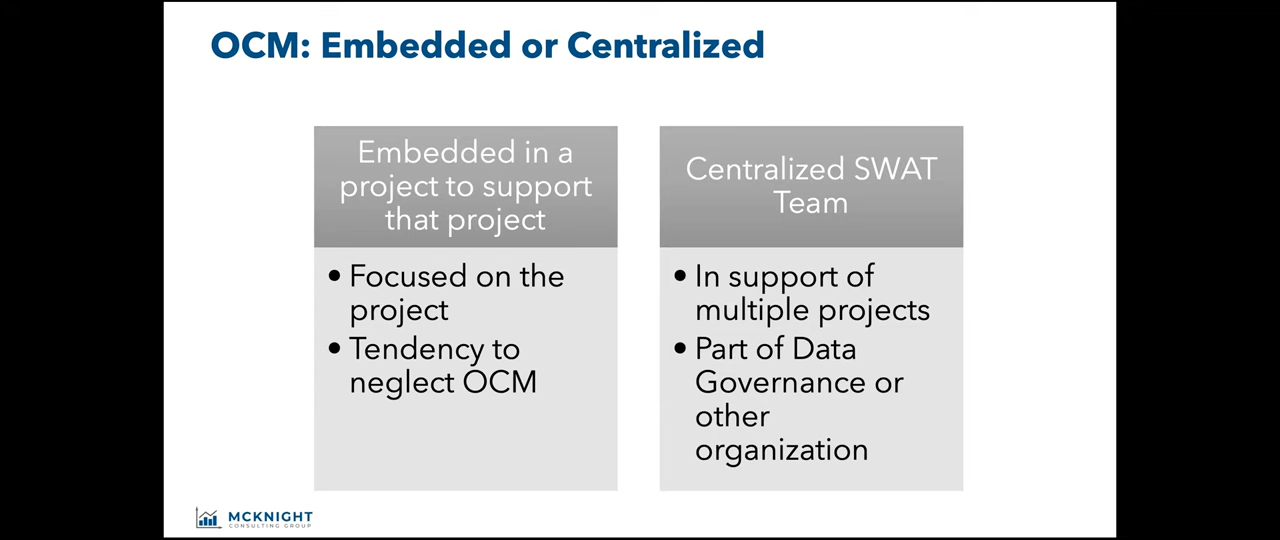 OCM: Embedded or Centralized
Embedded in a
project to support
that project
• Focused on the
project
• Tendency to
neglect OCM
Centralized SWAT
Team
• In support of
multiple projects
• Part of Data
Governance or
other
organization
MCKNIGHT
CONSULTING GROUP